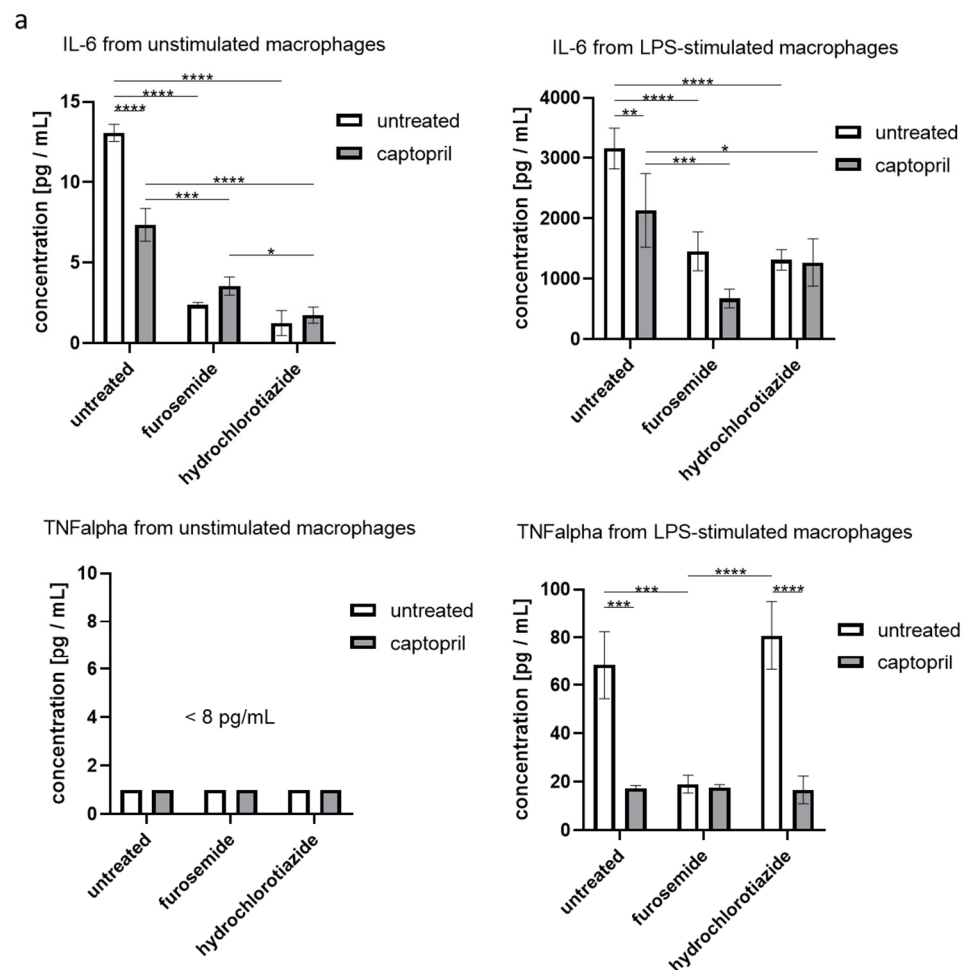 a
IL-6 from unstimulated macrophages
****
****
****
****
***
*
15
10
5
0
concentration [pg / mL]
untreated
captopril
untreated
furosemide
hydrochlorotiazide
IL-6 from LPS-stimulated macrophages
****
****
**
*
***
4000
3000
2000
1000
0
concentration [pg / mL]
untreated
captopril
untreated
furosemide
hydrochlorotiazide
TNFalpha from unstimulated macrophages
10
8
6
4
2
0
concentration [pg / mL]
< 8 pg/mL
untreated
captopril
untreated
furosemide
hydrochlorotiazide
TNFalpha from LPS-stimulated macrophages
****
***
****
***
100
80
60
40
20
0
concentration [pg / mL]
untreated
captopril
untreated
furosemide
hydrochlorotiazide